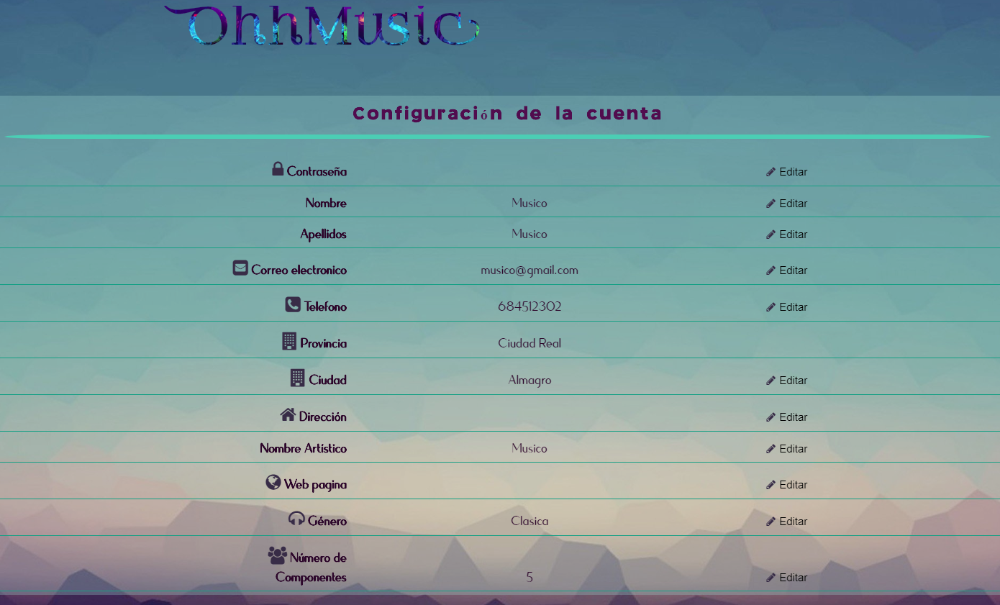 OhhMusic
Configuración de la cuenta
Contraseña Editar
Nombre Musico Editar
Apellidos Musico Editar
Correo electronico musico@gmail.com Editar
Telefono 684512302 Editar
Provincia Ciudad Real
Ciudad Almagro Editar
Dirección Editar
Nombre Artístico Musico Editar
Web pagina Editar
Género Clasica Editar
Número de
Componentes 5 Editar